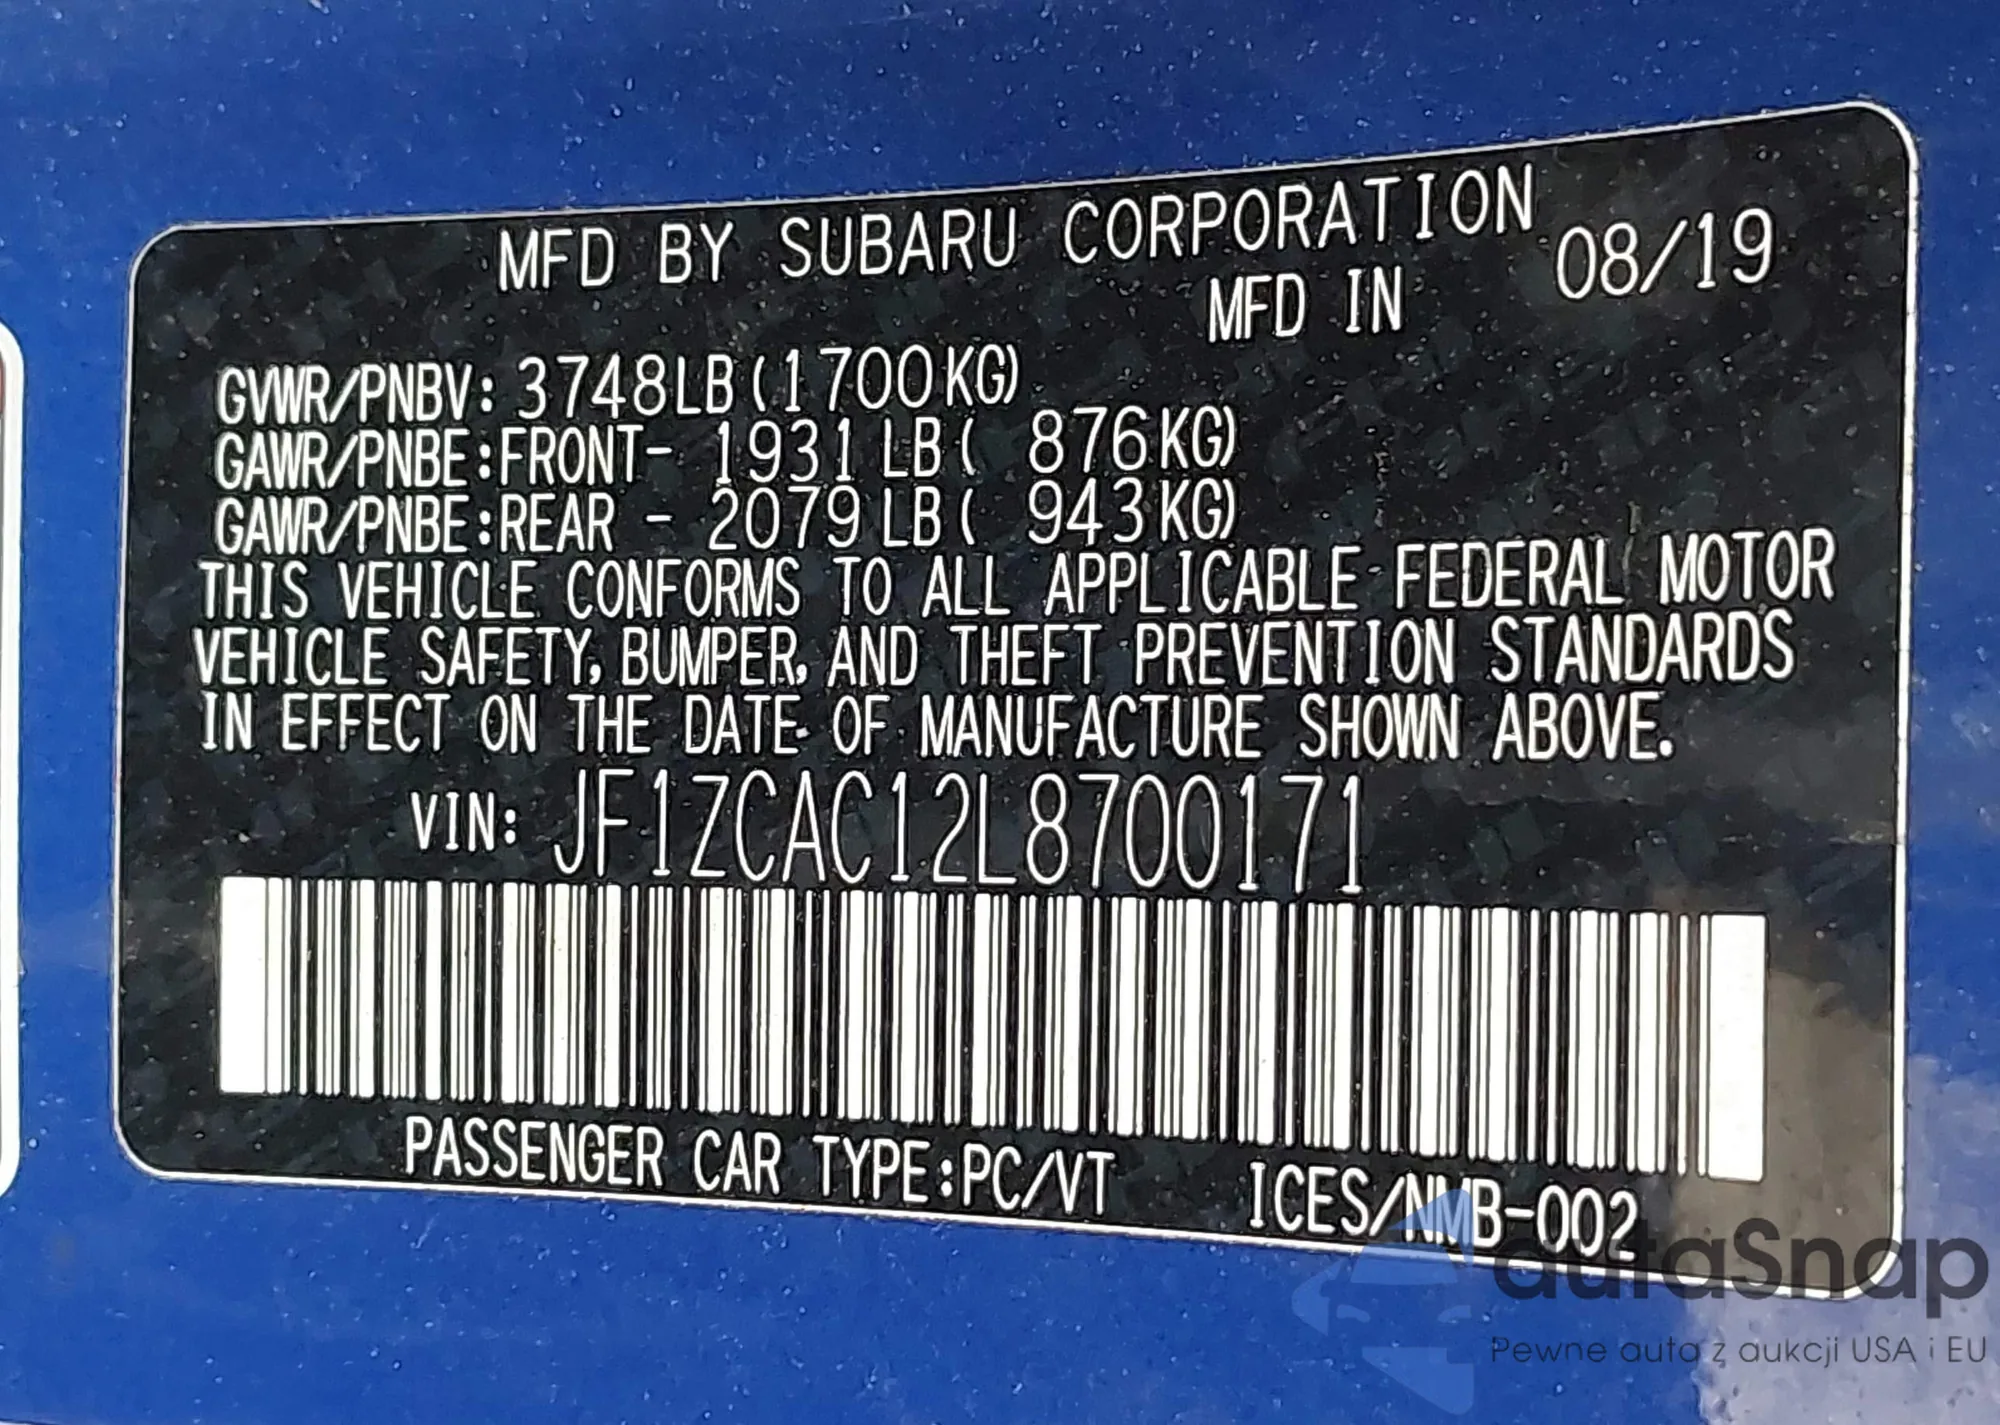 MFD BY SUBARU CORPORATION 08/19
MFD IN
GVWR/PNBV: 3748LB(1700KG)
GAWR/PNBE:FRONT- 1931 LB( 876KG)
GAWR/PNBE:REAR - 2079LB( 943KG)
THIS VEHICLE CONFORMS TO ALL APPLICABLE FEDERAL MOTOR
VEHICLE SAFETY, BUMPER, AND THEFT PREVENTION STANDARDS
IN EFFECT ON THE DATE OF MANUFACTURE SHOWN ABOVE.
VIN: JF1ZCAC12L8700171
PASSENGER CAR TYPE:PC/VT ICES/NMB-002
autaSnap
Pewne auta z aukcji USA i EU